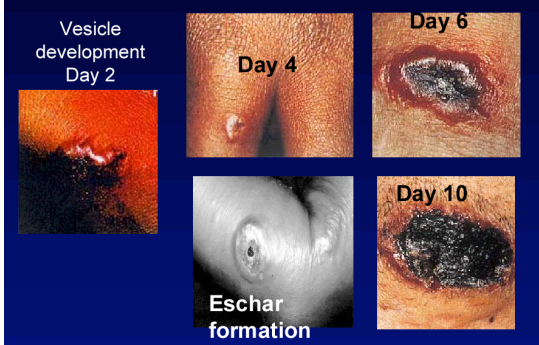 Vesicle
development
Day 2
Day 4
Day 6
Eschar
formation
Day 10